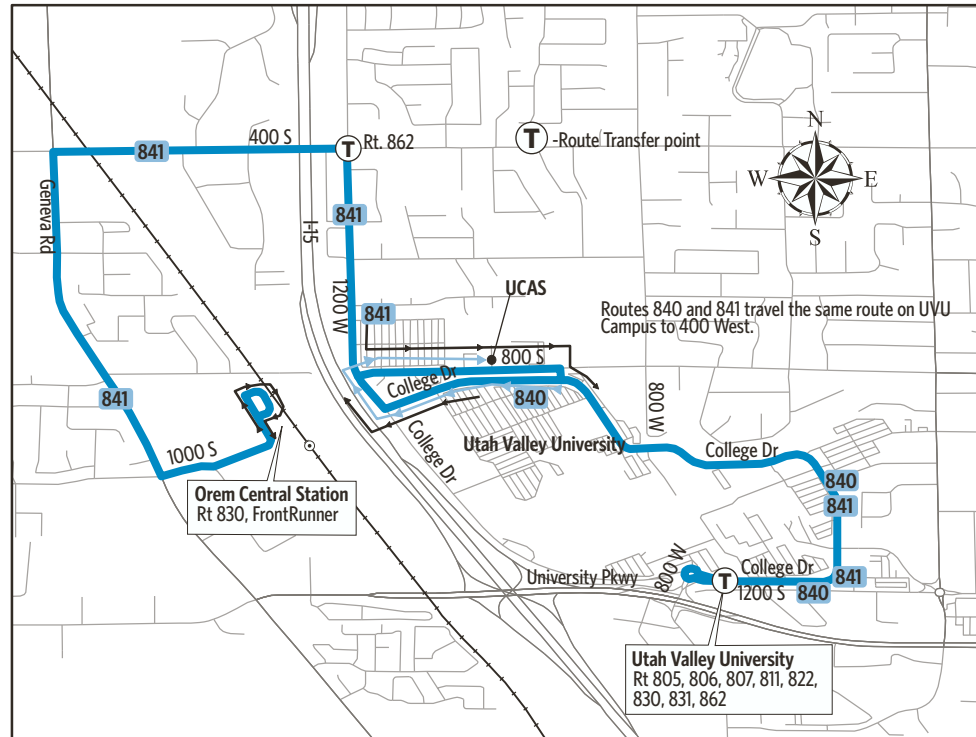 841
400 S
T
Rt. 862
T
-Route Transfer point
N
W
E
S
Geneva Rd
I-15
841
1200 W
UCAS
841
Routes 840 and 841 travel the same route on UVU
Campus to 400 West.
800 S
College Dr
840
800 W
841
College Dr
Utah Valley University
College Dr
1000 S
840
841
Orem Central Station
Rt 830, FrontRunner
800 W
College Dr
University Pkwy
T
1200 S
841
840
Utah Valley University
Rt 805, 806, 807, 811, 822,
830, 831, 862